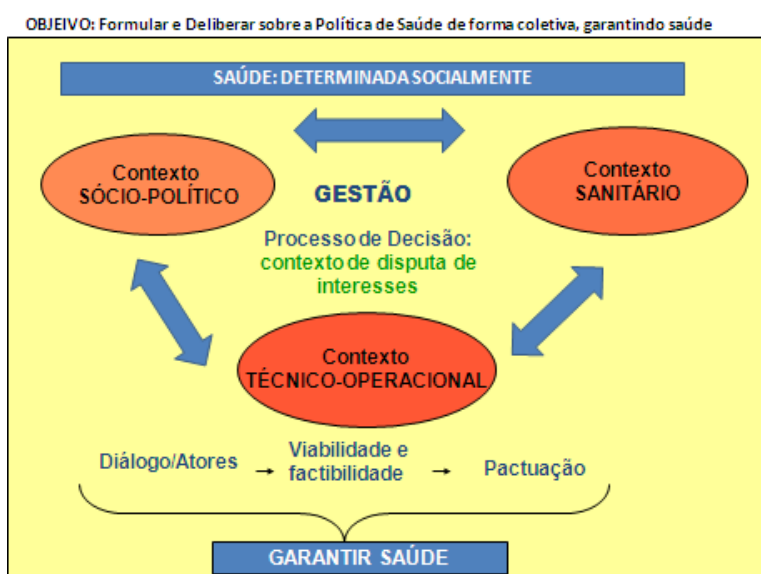 OBJEIVO: Formular e Deliberar sobre a Política de Saúde de forma coletiva, garantindo saúde
SAÚDE: DETERMINADA SOCIALMENTE
Contexto
SÓCIO-POLÍTICO
Contexto
SANITÁRIO
GESTÃO
Processo de Decisão:
contexto de disputa de
interesses
Contexto
TÉCNICO-OPERACIONAL
Diálogo/Atores
Viabilidade e
factibilidade
Pactuação
GARANTIR SAÚDE